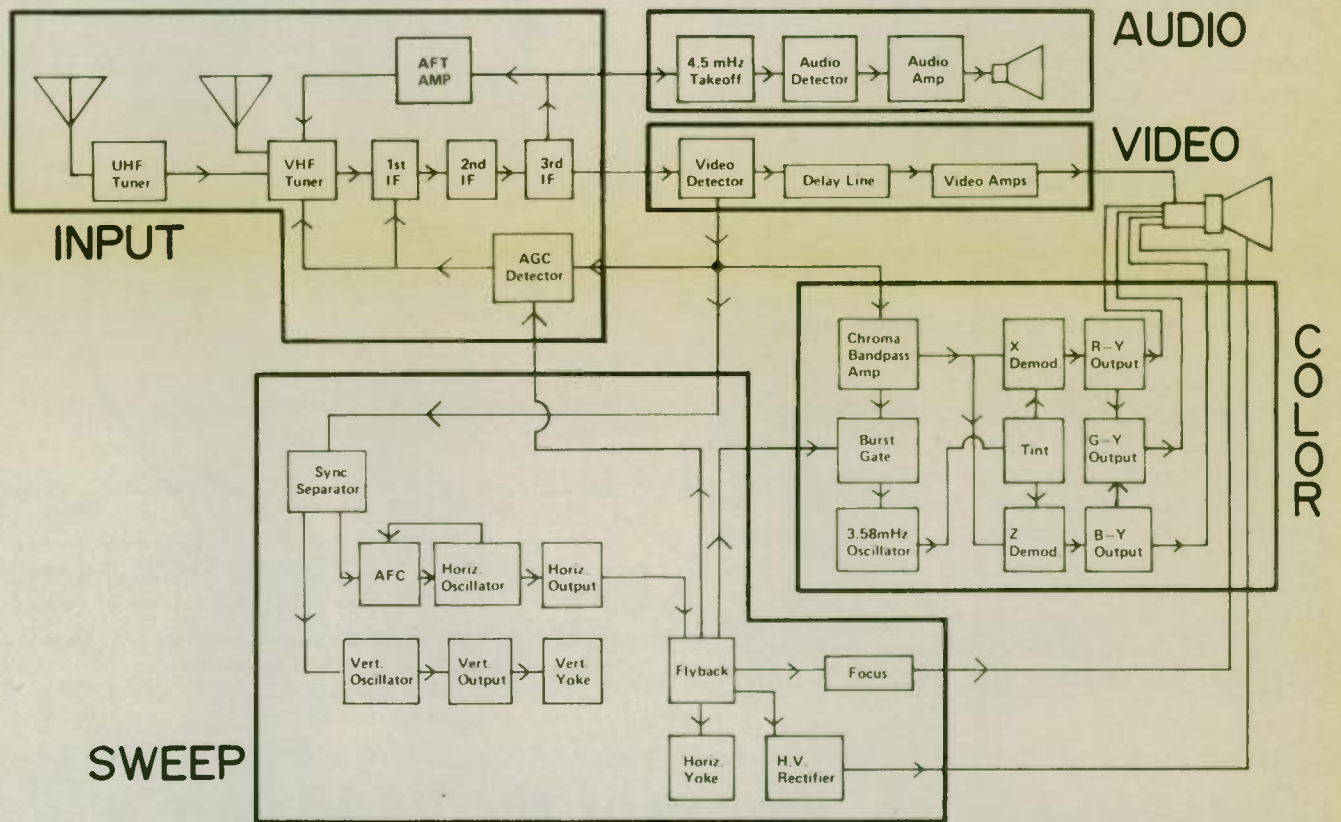 AUDIO
AFT
AMP
4.5 mHz
Takeoff
Audio
Detector
Audio
Amp
VIDEO
UHF
Tuner
VHF
Tuner
1st
IF
2nd
IF
3rd
IF
Video
Detector
Delay Line
Video Amps
INPUT
AGC
Detector
COLOR
Chroma
Bandpass
Amp
X
Demod.
R-Y
Output
Burst
Gate
Tint
G-Y
Output
3.58mHz
Oscillator
Z
Demod.
B-Y
Output
Sync
Separator
AFC
Horiz.
Oscillator
Horiz.
Output
Vert.
Oscillator
Vert.
Output
Vert.
Yoke
Flyback
Focus
SWEEP
Horiz.
Yoke
H.V.
Rectifier